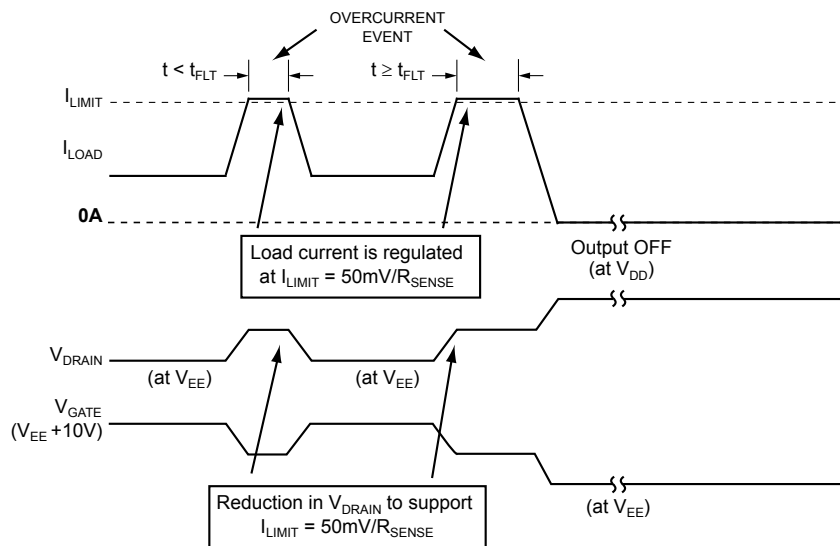 OVERCURRENT
EVENT
t < tFLT
t ≥ tFLT
ILIMIT
ILOAD
0A
Load current is regulated
at ILIMIT = 50mV/RSENSE
Output OFF
(at VDD)
VDRAIN
(at VEE)
(at VEE)
VGATE
(VEE +10V)
Reduction in VDRAIN to support
ILIMIT = 50mV/RSENSE
(at VEE)